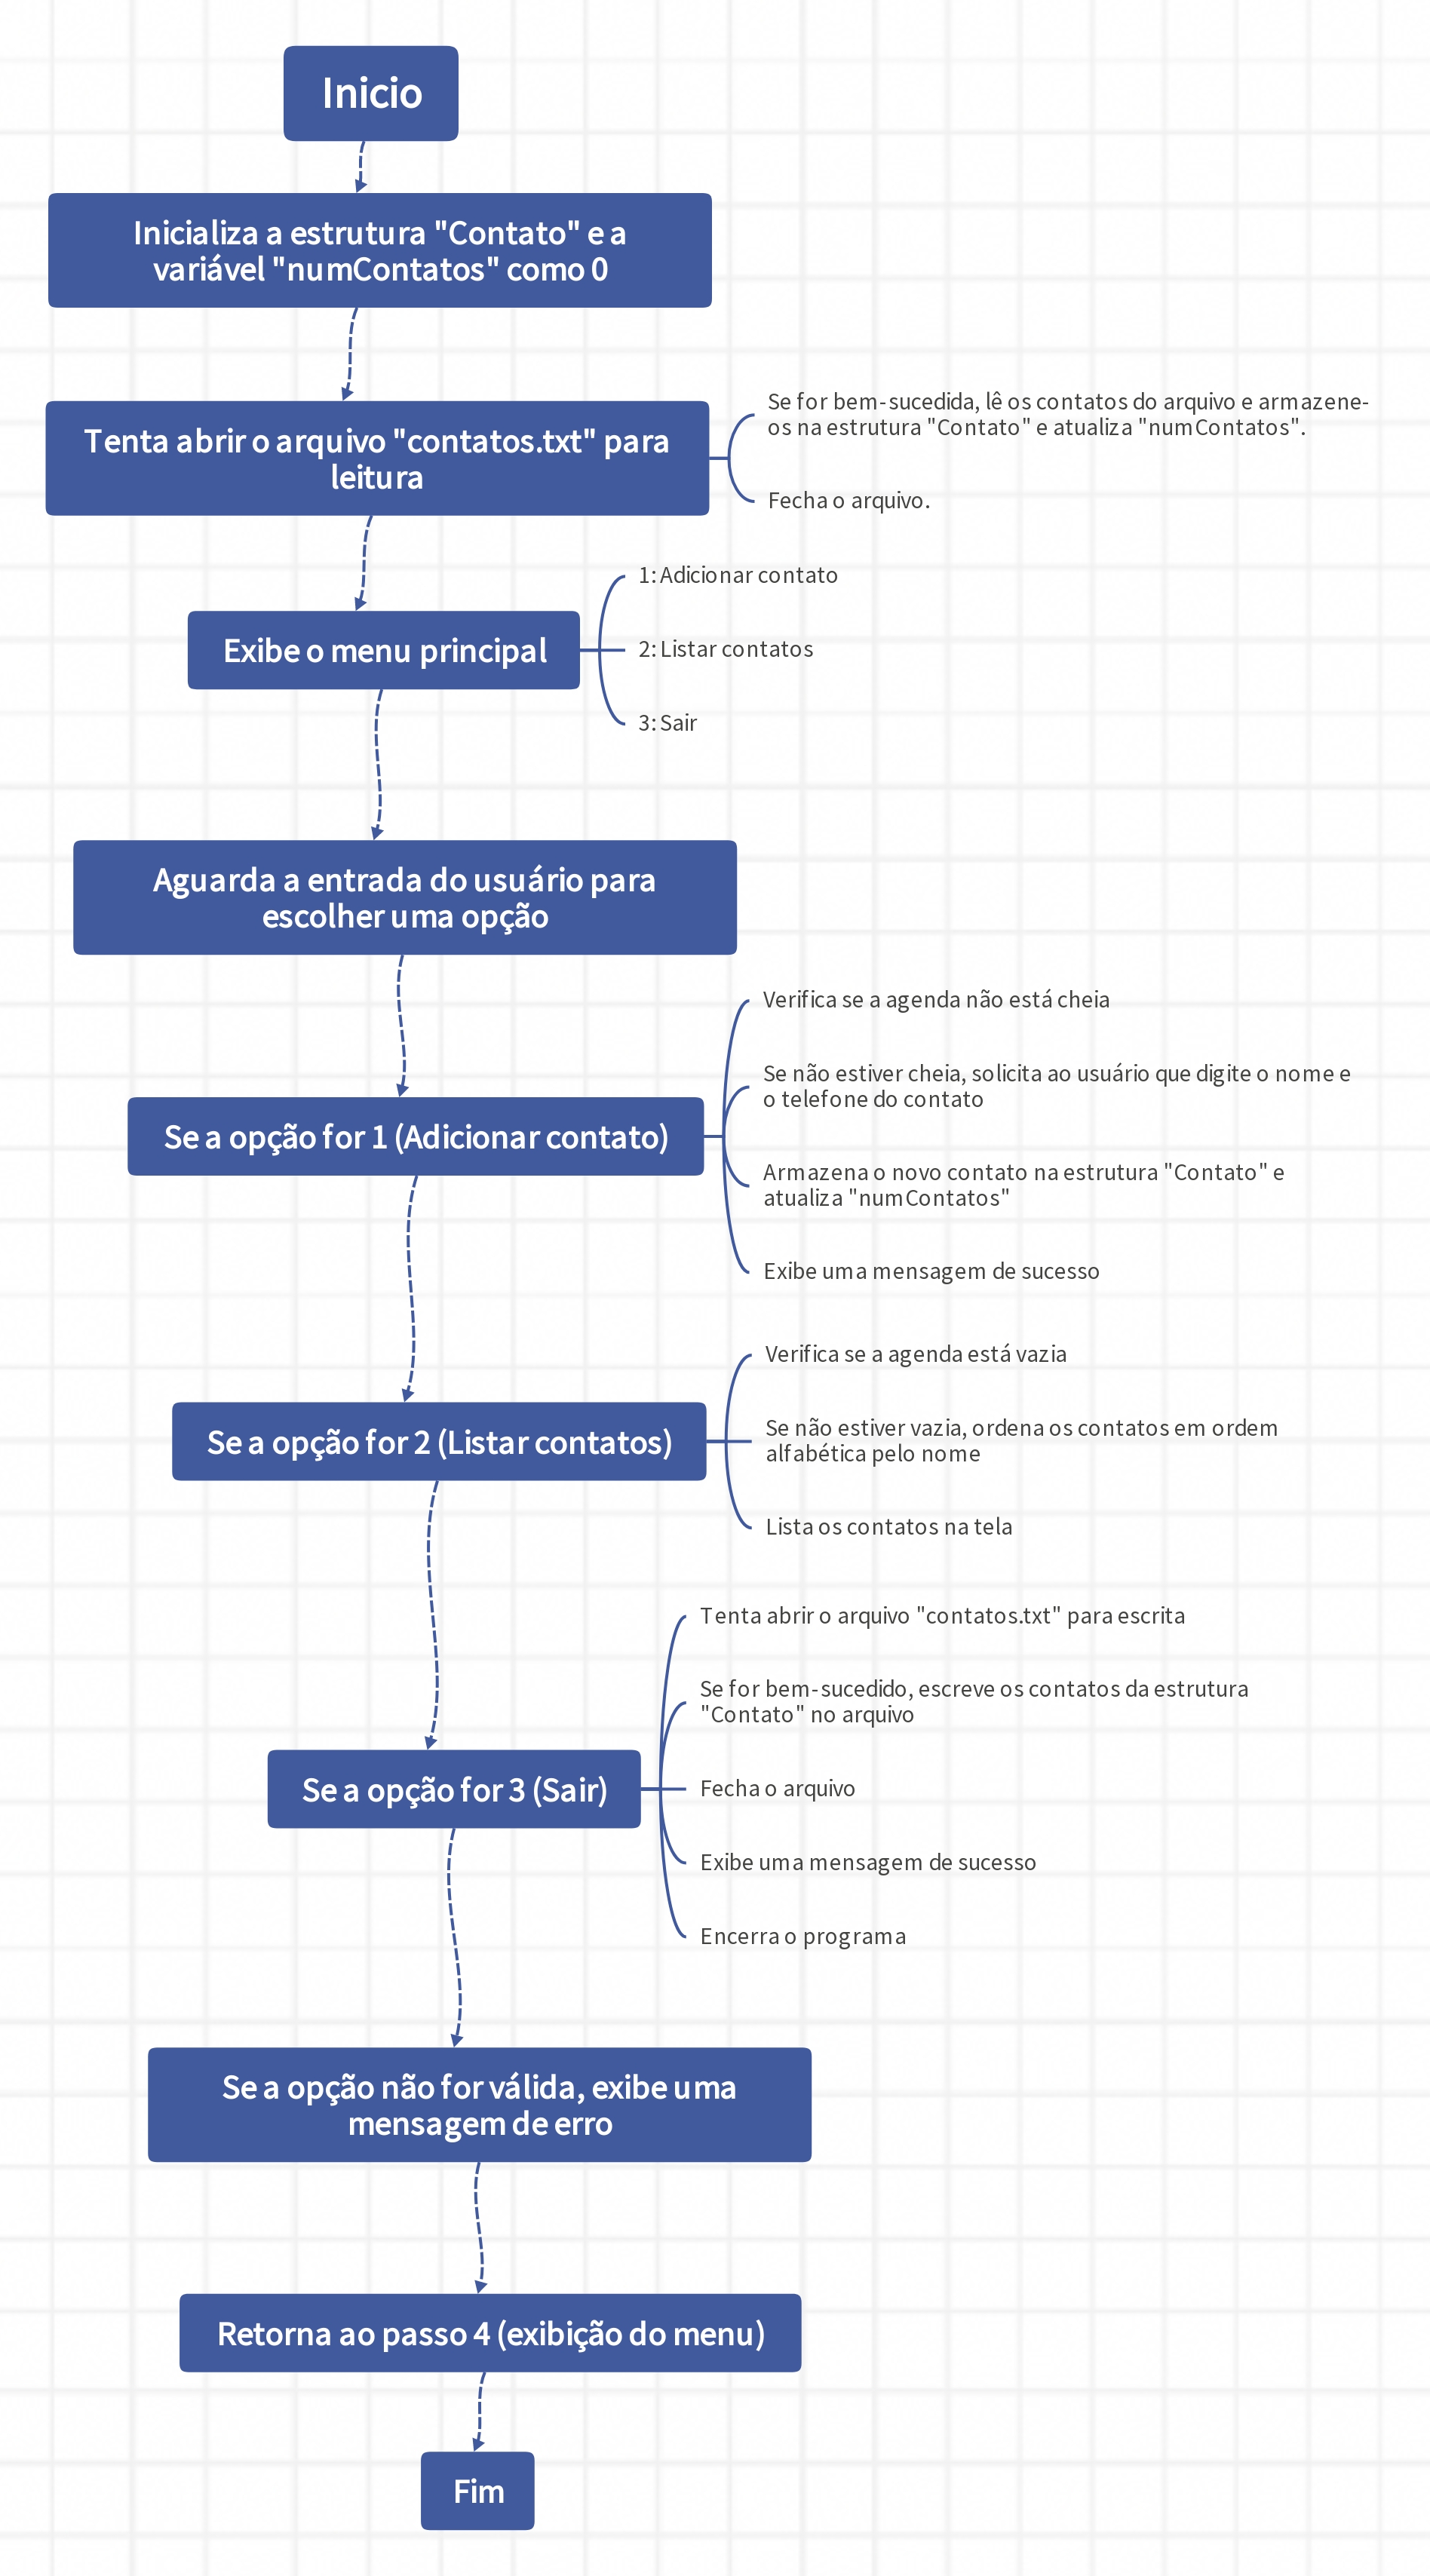 Inicio
Inicializa a estrutura "Contato" e a
variável "numContatos" como 0
Tenta abrir o arquivo "contatos.txt" para
leitura
Se for bem-sucedida, lê os contatos do arquivo e armazene-
os na estrutura "Contato" e atualiza "numContatos".
Fecha o arquivo.
Exibe o menu principal
1: Adicionar contato
2: Listar contatos
3: Sair
Aguarda a entrada do usuário para
escolher uma opção
Se a opção for 1 (Adicionar contato)
Verifica se a agenda não está cheia
Se não estiver cheia, solicita ao usuário que digite o nome e
o telefone do contato
Armazena o novo contato na estrutura "Contato" e
atualiza "numContatos"
Exibe uma mensagem de sucesso
Se a opção for 2 (Listar contatos)
Verifica se a agenda está vazia
Se não estiver vazia, ordena os contatos em ordem
alfabética pelo nome
Lista os contatos na tela
Se a opção for 3 (Sair)
Tenta abrir o arquivo "contatos.txt" para escrita
Se for bem-sucedido, escreve os contatos da estrutura
"Contato" no arquivo
Fecha o arquivo
Exibe uma mensagem de sucesso
Encerra o programa
Se a opção não for válida, exibe uma
mensagem de erro
Retorna ao passo 4 (exibição do menu)
Fim